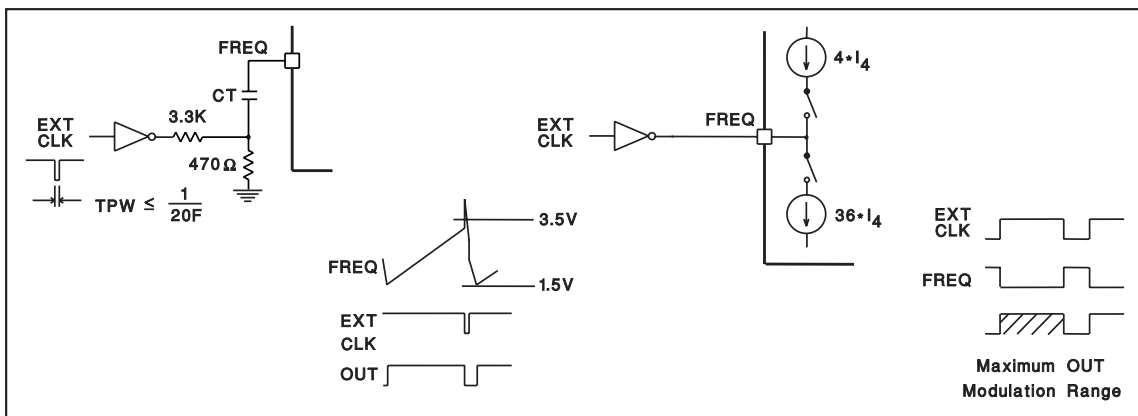 FREQ
CT
EXT
CLK
3.3K
470Ω
TPW ≤ 1/20F
3.5V
FREQ
1.5V
EXT
CLK
OUT
4*I4
EXT
CLK
FREQ
36*I4
EXT
CLK
FREQ
Maximum OUT
Modulation Range